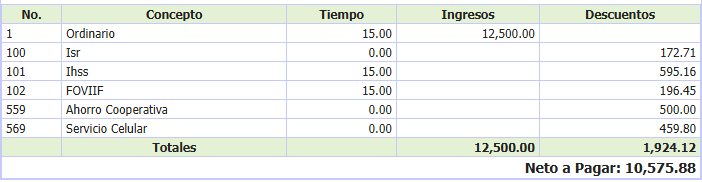 No. Concepto Tiempo Ingresos Descuentos
1 Ordinario 15.00 12,500.00
100 Isr 0.00 172.71
101 Ihss 15.00 595.16
102 FOVIIF 15.00 196.45
559 Ahorro Cooperativa 0.00 500.00
569 Servicio Celular 0.00 459.80
Totales 12,500.00 1,924.12
Neto a Pagar: 10,575.88